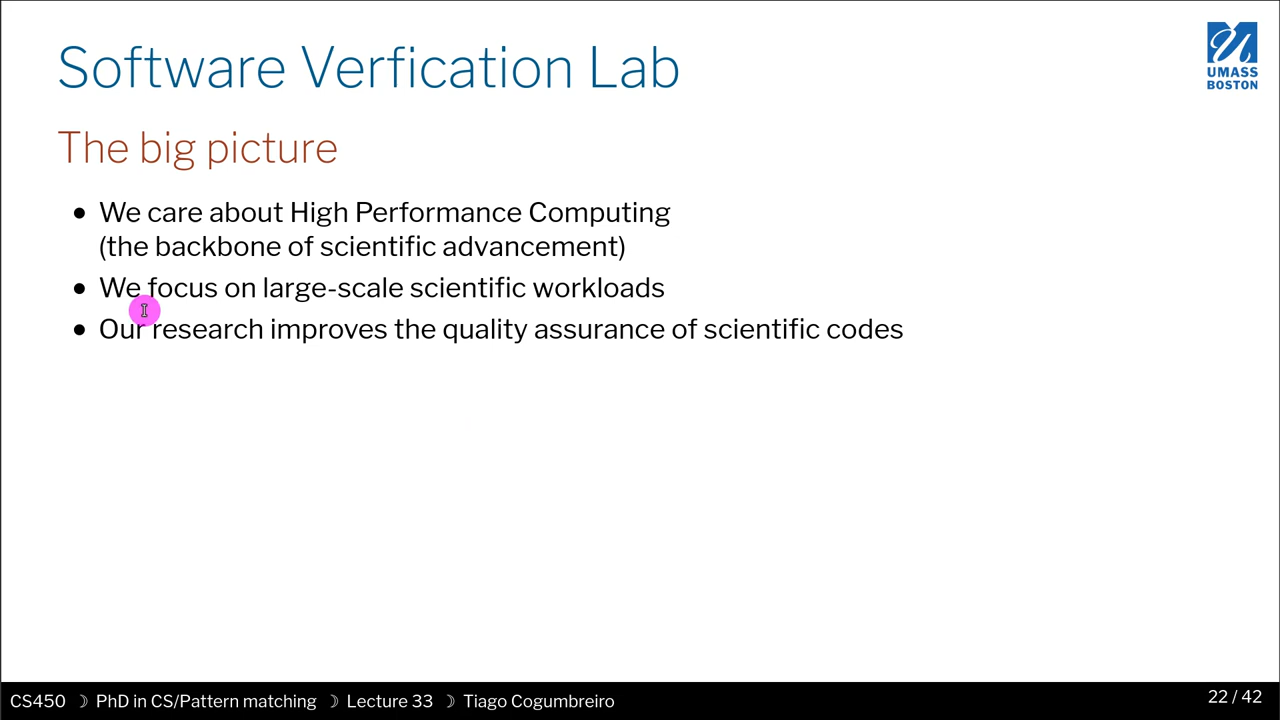 Software Verfication Lab
UMASS
BOSTON
The big picture
• We care about High Performance Computing
(the backbone of scientific advancement)
• We focus on large-scale scientific workloads
• Our research improves the quality assurance of scientific codes
CS450 ☽ PhD in CS/Pattern matching ☽ Lecture 33 ☽ Tiago Cogumbreiro
22 / 42